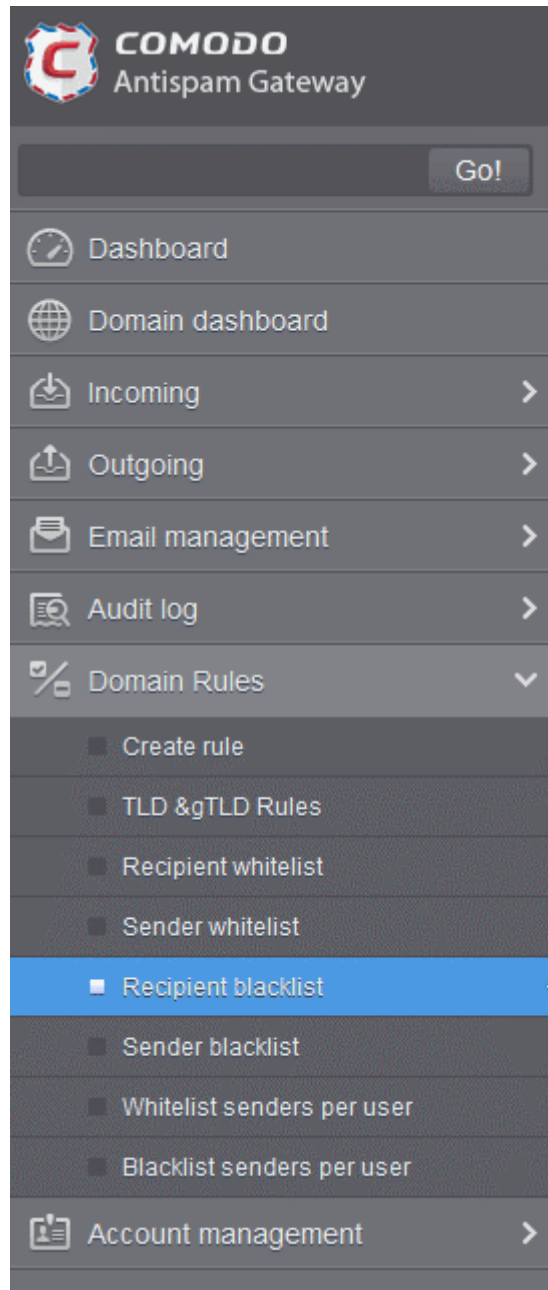 COMODO
Antispam Gateway
Go!
Dashboard
Domain dashboard
Incoming
Outgoing
Email management
Audit log
Domain Rules
Create rule
TLD &gTLD Rules
Recipient whitelist
Sender whitelist
Recipient blacklist
Sender blacklist
Whitelist senders per user
Blacklist senders per user
Account management